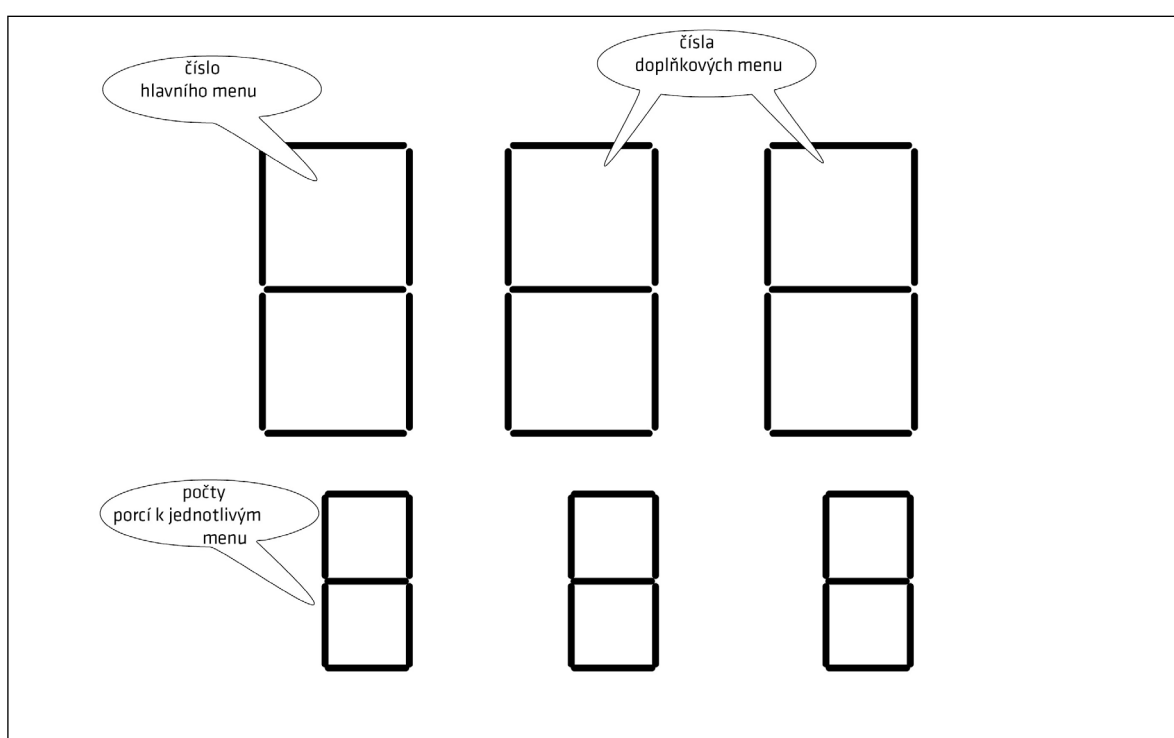 číslo
hlavního menu
čísla
doplňkových menu
počty
porcí k jednotlivým
menu